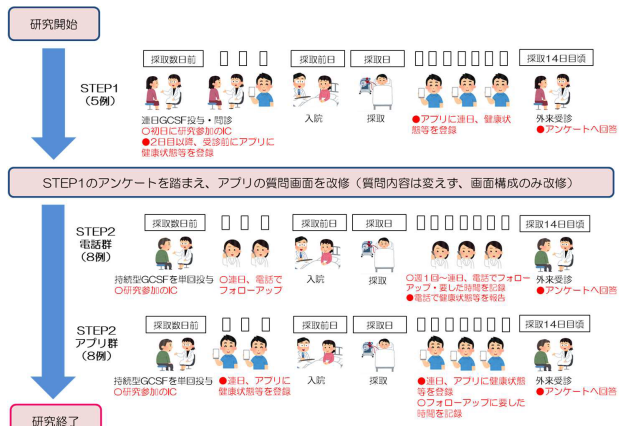 研究開始
採取数日前
採取前日
採取日
採取14日目頃
STEP1
(5例)
連日GCSF投与・問診
○初日に研究参加のIC
●2日目以降、受診前にアプリに
健康状態等を登録
入院
採取
●アプリに連日、健康状
態等を登録
外来受診
●アンケートへ回答
STEP1のアンケートを踏まえ、アプリの質問画面を改修（質問内容は変えず、画面構成のみ改修）
STEP2
電話群
(8例)
採取数日前
採取前日
採取日
採取14日目頃
持続型GCSFを単回投与
○研究参加のIC
○連日、電話で
フォローアップ
入院
採取
○週1回～連日、電話でフォロー
アップ・要した時間を記録
●電話で健康状態等を報告
外来受診
●アンケートへ回答
STEP2
アプリ群
(8例)
採取数日前
採取前日
採取日
採取14日目頃
持続型GCSFを単回投与
○研究参加のIC
●連日、アプリに
健康状態等を登録
入院
採取
●連日、アプリに健康状態
等を登録
○フォローアップに要した
時間を記録
外来受診
●アンケートへ回答
研究終了